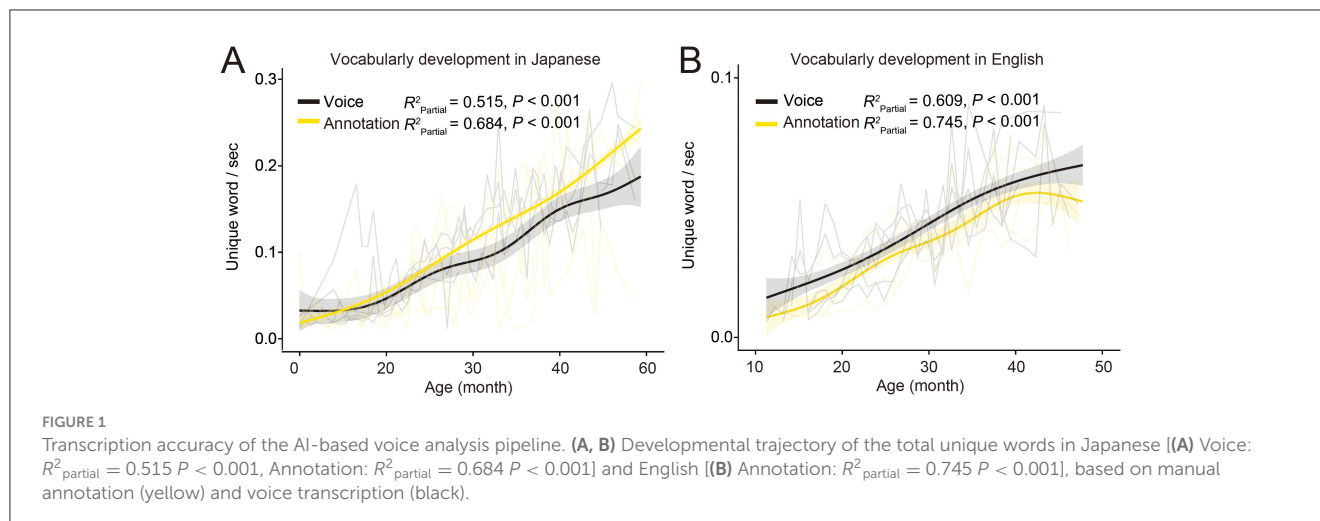 A
Vocabularly development in Japanese
0.3
Voice R²Partial = 0.515, P < 0.001
Annotation R²Partial = 0.684, P < 0.001
0.2
0.1
0.0
Unique word / sec
0 20 40 60
Age (month)
B
Vocabularly development in English
0.1
Voice R²Partial = 0.609, P < 0.001
Annotation R²Partial = 0.745, P < 0.001
0.0
Unique word / sec
10 20 30 40 50
Age (month)
FIGURE 1
Transcription accuracy of the AI-based voice analysis pipeline. (A, B) Developmental trajectory of the total unique words in Japanese [(A) Voice:
R²partial = 0.515 P < 0.001, Annotation: R²partial = 0.684 P < 0.001] and English [(B) Annotation: R²partial = 0.745 P < 0.001], based on manual
annotation (yellow) and voice transcription (black).